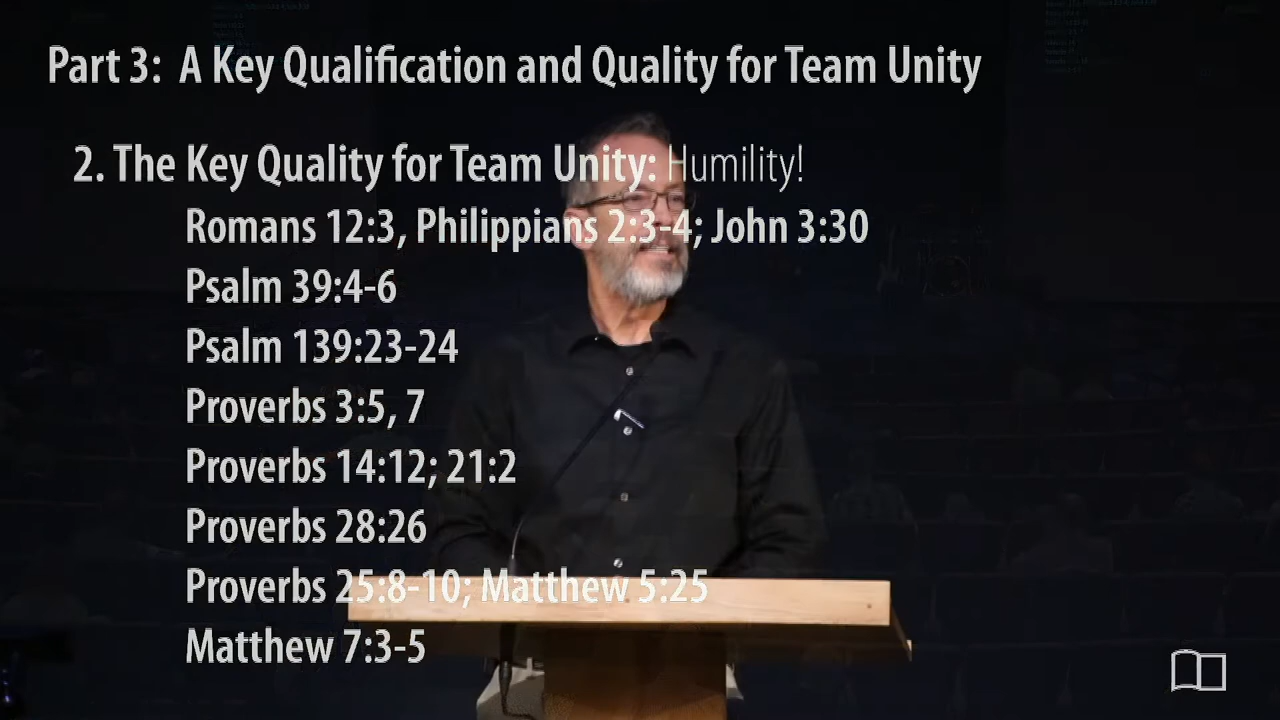 Part 3: A Key Qualification and Quality for Team Unity
2. The Key Quality for Team Unity: Humility!
Romans 12:3, Philippians 2:3-4; John 3:30
Psalm 39:4-6
Psalm 139:23-24
Proverbs 3:5, 7
Proverbs 14:12; 21:2
Proverbs 28:26
Proverbs 25:8-10; Matthew 5:25
Matthew 7:3-5